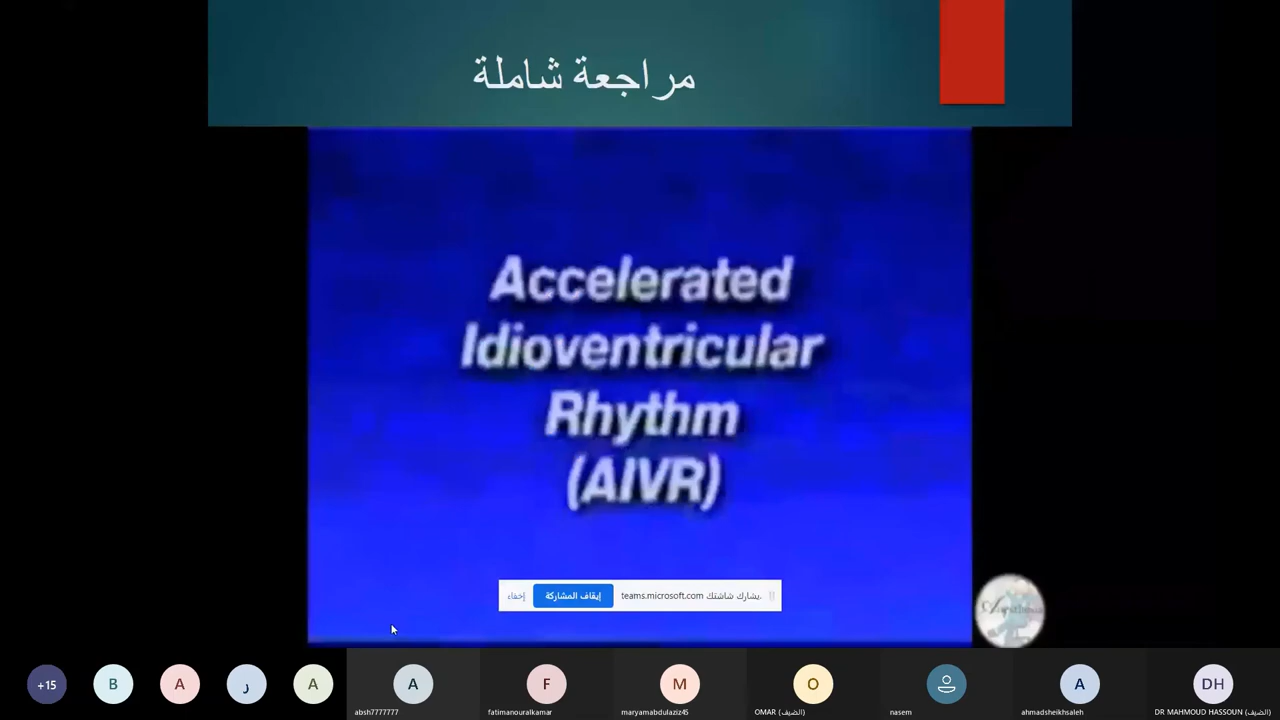 مراجعة شاملة
Accelerated
Idioventricular
Rhythm
(AIVR)
يشارك شاشتك teams.microsoft.com.
إيقاف المشاركة
إخفاء
+15
B
A
ر
A
A
F
M
O
A
DH
absh7777777
fatimanouralkamar
maryamabdulaziz45
OMAR (الضيف)
nasem
ahmadsheikhsaleh
DR MAHMOUD HASSOUN (الضيف)